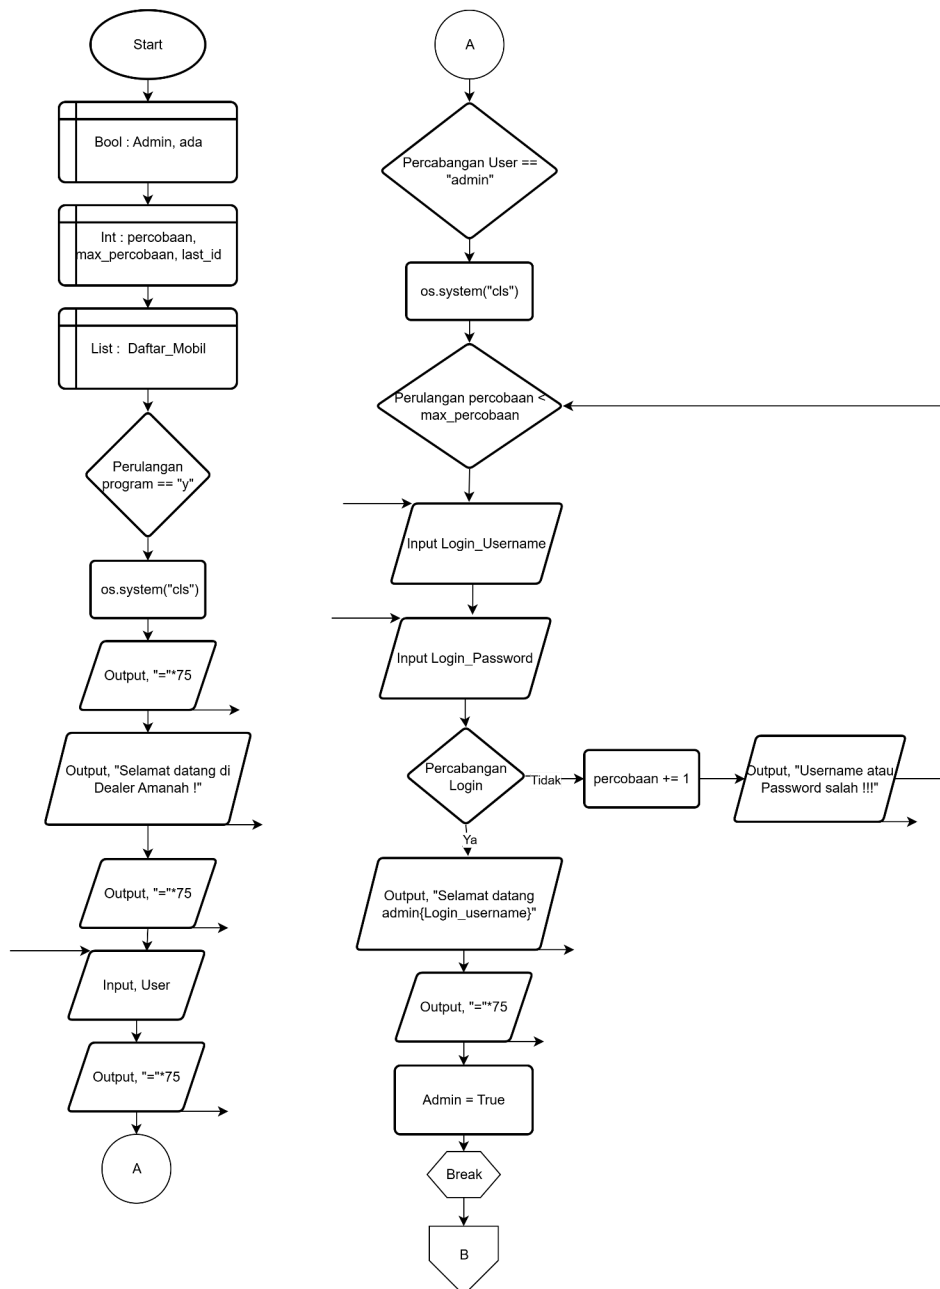 Start
Bool : Admin, ada
Int : percobaan,
max_percobaan, last_id
List :  Daftar_Mobil
Perulangan
program == "y"
os.system("cls")
Output, "="*75
Output, "Selamat datang di
Dealer Amanah !"
Output, "="*75
Input, User
Output, "="*75
A
A
Percabangan User ==
"admin"
os.system("cls")
Perulangan percobaan <
max_percobaan
Input Login_Username
Input Login_Password
Percabangan
Login
Tidak
percobaan += 1
Output, "Username atau
Password salah !!!"
Ya
Output, "Selamat datang
admin{Login_username}"
Output, "="*75
Admin = True
Break
B